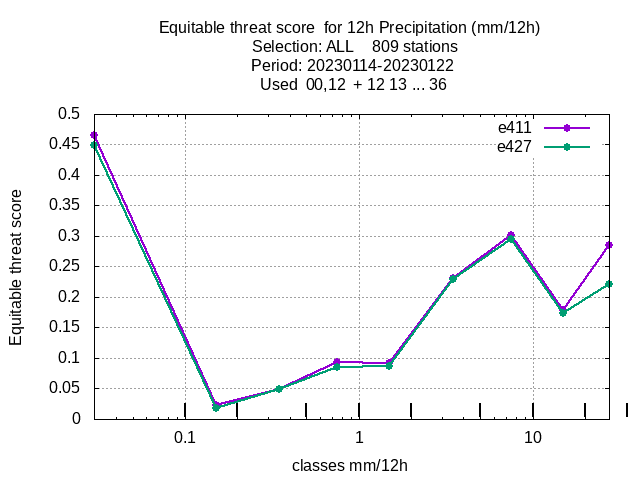 Equitable threat score  for 12h Precipitation (mm/12h)
Selection: ALL    809 stations
Period: 20230114-20230122
Used  00,12  + 12 13 ... 36
e411
e427
0.5
0.45
0.4
0.35
0.3
0.25
0.2
0.15
0.1
0.05
0
Equitable threat score
0.1
1
10
classes mm/12h